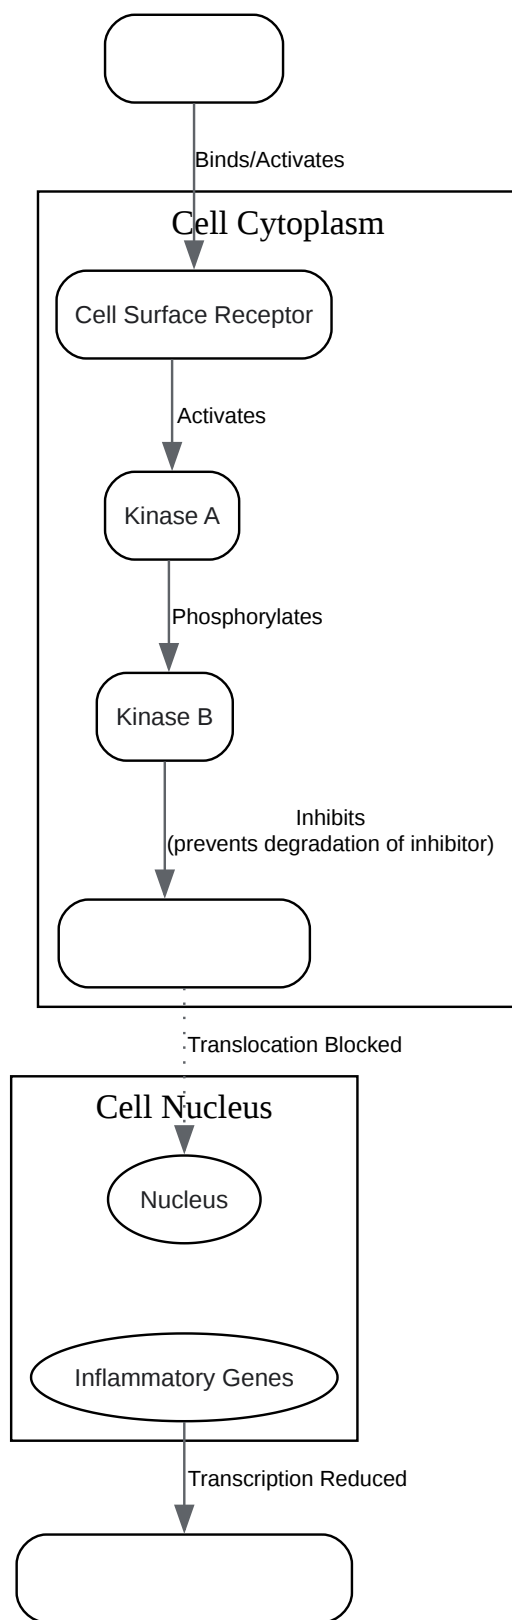 Binds/Activates
Cell Cytoplasm
Cell Surface Receptor
Activates
Kinase A
Phosphorylates
Kinase B
Inhibits
(prevents degradation of inhibitor)
Translocation Blocked
Cell Nucleus
Nucleus
Inflammatory Genes
Transcription Reduced